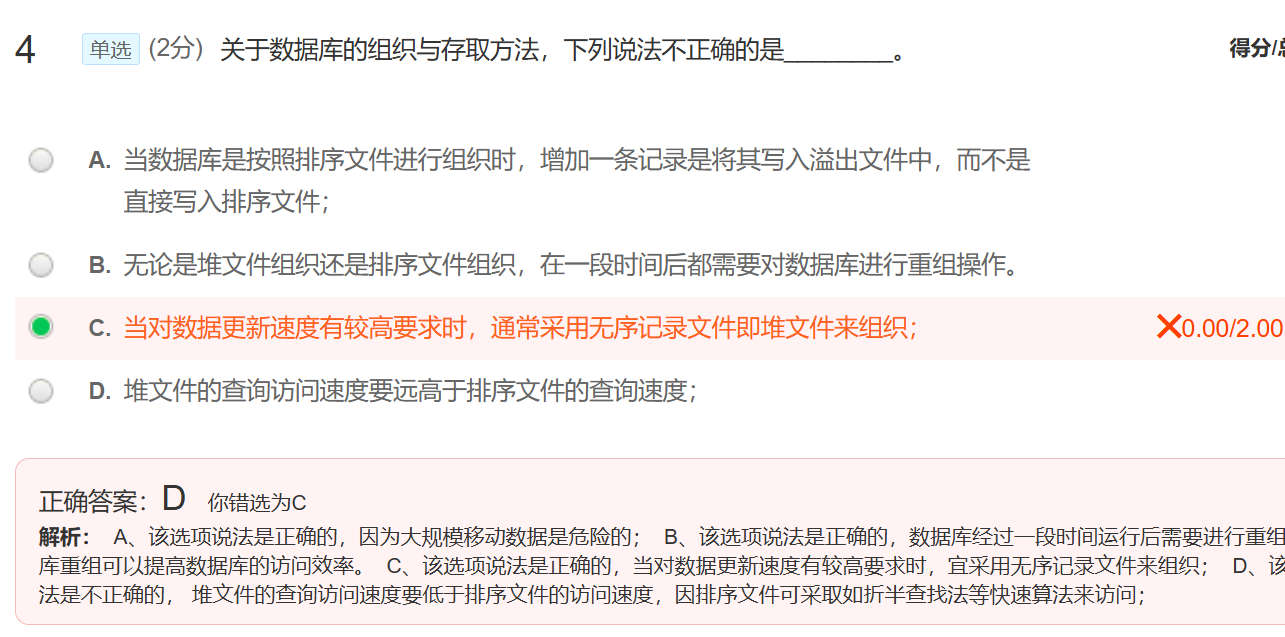 4 单选 (2分) 关于数据库的组织与存取方法，下列说法不正确的是_________。 得分/
A. 当数据库是按照排序文件进行组织时，增加一条记录是将其写入溢出文件中，而不是
直接写入排序文件；
B. 无论是堆文件组织还是排序文件组织，在一段时间后都需要对数据库进行重组操作。
C. 当对数据更新速度有较高要求时，通常采用无序记录文件即堆文件来组织； 0.00/2.00
D. 堆文件的查询访问速度要远高于排序文件的查询速度；
正确答案：D 你错选为C
解析： A、该选项说法是正确的，因为大规模移动数据是危险的； B、该选项说法是正确的，数据库经过一段时间运行后需要进行重组
库重组可以提高数据库的访问效率。 C、该选项说法是正确的，当对数据更新速度有较高要求时，宜采用无序记录文件来组织； D、该
法是不正确的， 堆文件的查询访问速度要低于排序文件的访问速度，因排序文件可采取如折半查找法等快速算法来访问；